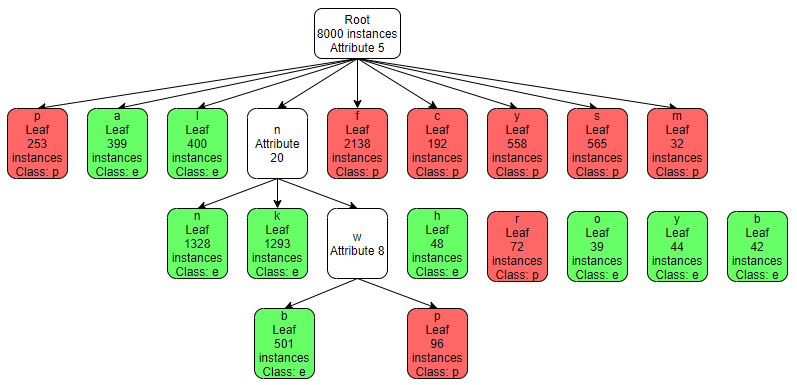 Root
8000 instances
Attribute 5
p
Leaf
253
instances
Class: p
a
Leaf
399
instances
Class: e
l
Leaf
400
instances
Class: e
n
Attribute
20
f
Leaf
2138
instances
Class: p
c
Leaf
192
instances
Class: p
y
Leaf
558
instances
Class: p
s
Leaf
565
instances
Class: p
m
Leaf
32
instances
Class: p
n
Leaf
1328
instances
Class: e
k
Leaf
1293
instances
Class: e
w
Attribute 8
h
Leaf
48
instances
Class: e
r
Leaf
72
instances
Class: p
o
Leaf
39
instances
Class: e
y
Leaf
44
instances
Class: e
b
Leaf
42
instances
Class: e
b
Leaf
501
instances
Class: e
p
Leaf
96
instances
Class: p